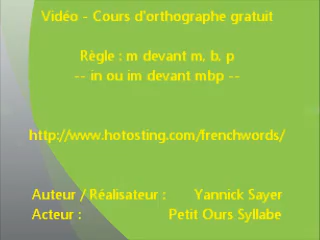 Vidéo - Cours d'orthographe gratuit
Règle : m devant m, b, p
-- in ou im devant mbp --
http://www.hotosting.com/frenchwords/
Auteur / Réalisateur : Yannick Sayer
Acteur : Petit Ours Syllabe